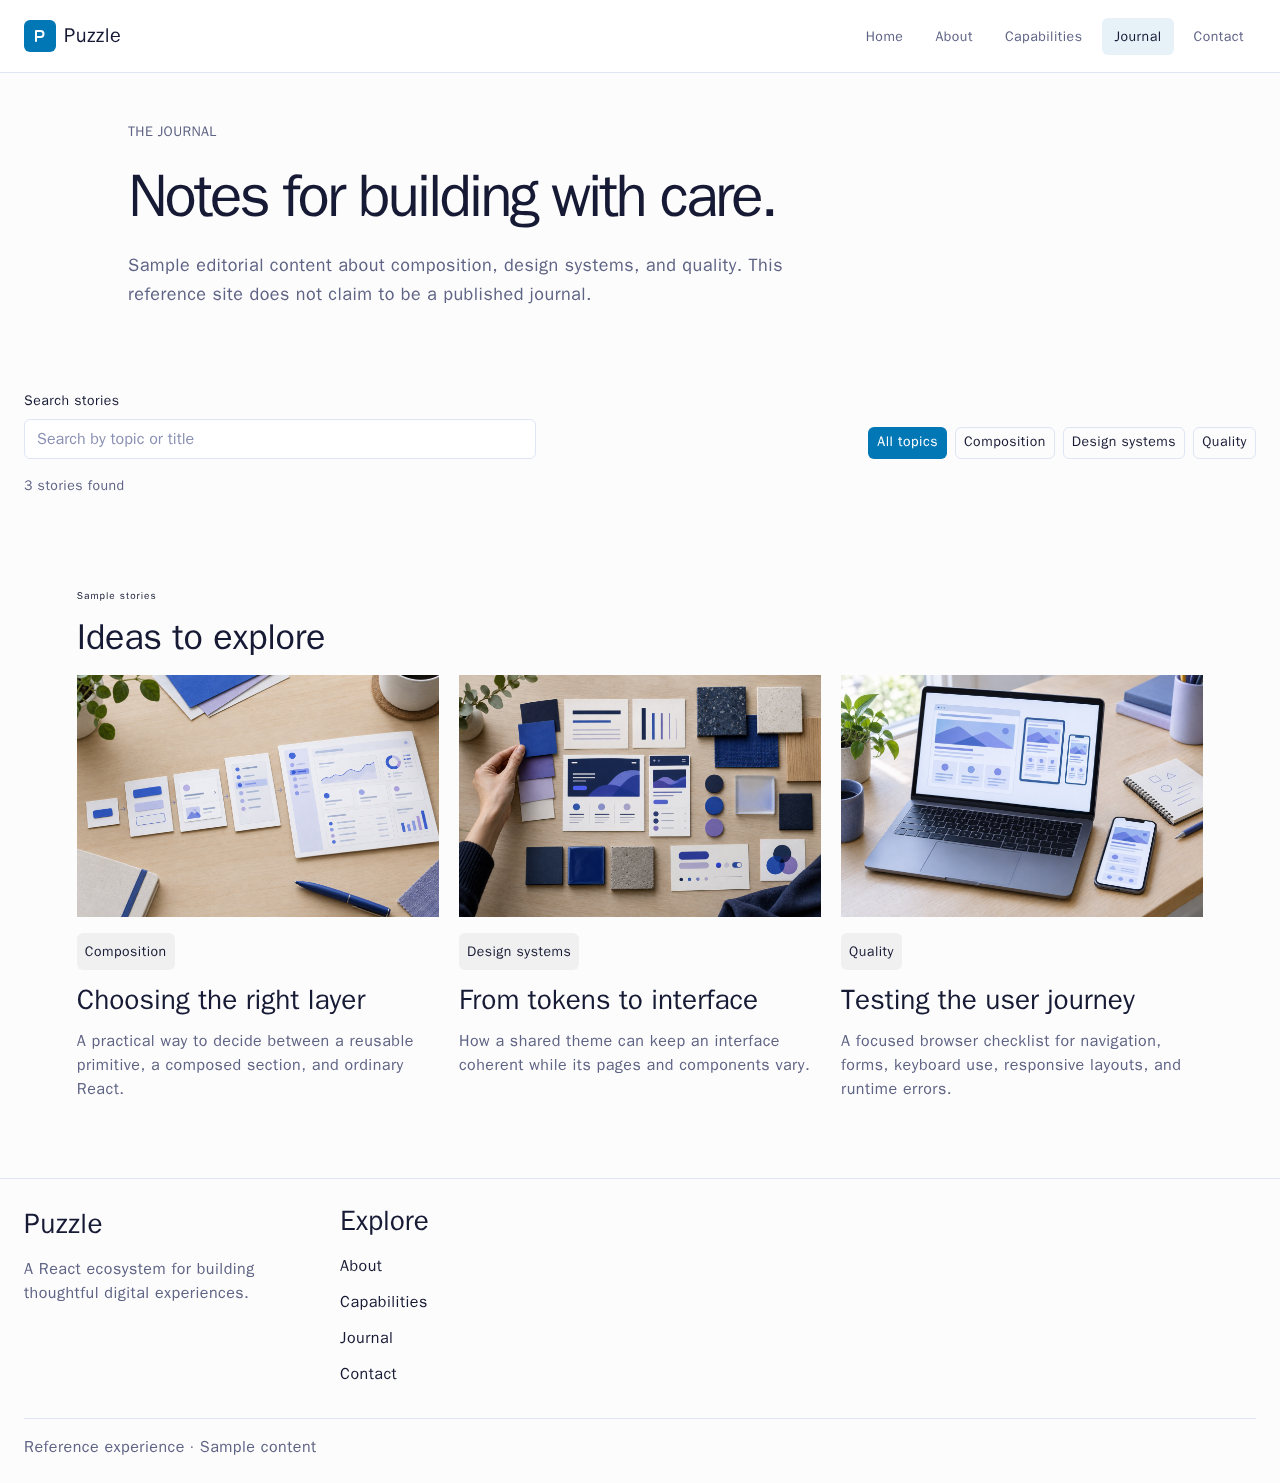 P Puzzle
Home About Capabilities Journal Contact
THE JOURNAL
Notes for building with care.
Sample editorial content about composition, design systems, and quality. This
reference site does not claim to be a published journal.
Search stories
Search by topic or title
All topics Composition Design systems Quality
3 stories found
Sample stories
Ideas to explore
Composition
Choosing the right layer
A practical way to decide between a reusable
primitive, a composed section, and ordinary
React.
Design systems
From tokens to interface
How a shared theme can keep an interface
coherent while its pages and components vary.
Quality
Testing the user journey
A focused browser checklist for navigation,
forms, keyboard use, responsive layouts, and
runtime errors.
Puzzle
A React ecosystem for building
thoughtful digital experiences.
Explore
About
Capabilities
Journal
Contact
Reference experience · Sample content